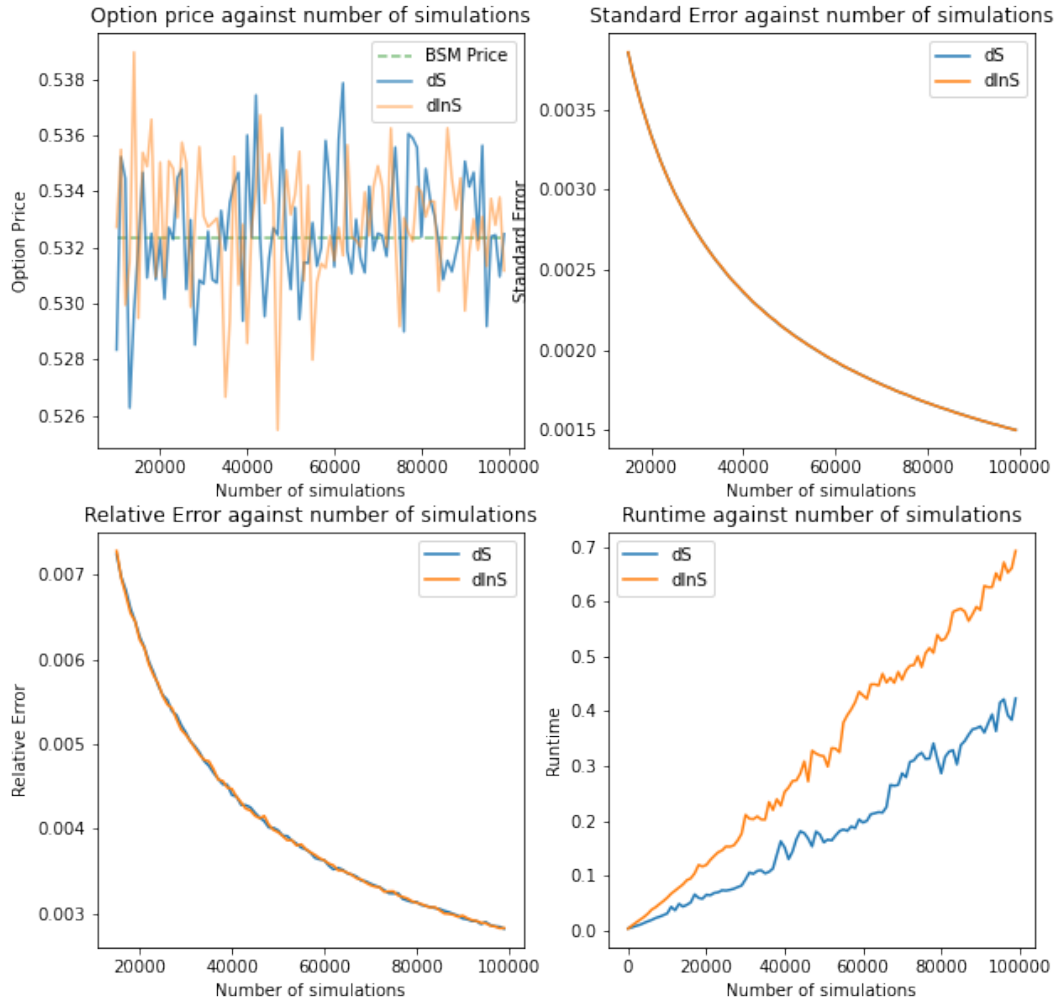 Option price against number of simulations
0.538
0.536
0.534
0.532
0.530
0.528
0.526
Option Price
BSM Price
dS
dlnS
20000 40000 60000 80000 100000
Number of simulations
Standard Error against number of simulations
0.0035
0.0030
0.0025
0.0020
0.0015
Standard Error
dS
dlnS
20000 40000 60000 80000 100000
Number of simulations
Relative Error against number of simulations
0.007
0.006
0.005
0.004
0.003
Relative Error
dS
dlnS
20000 40000 60000 80000 100000
Number of simulations
Runtime against number of simulations
0.7
0.6
0.5
0.4
0.3
0.2
0.1
0.0
Runtime
dS
dlnS
0 20000 40000 60000 80000 100000
Number of simulations